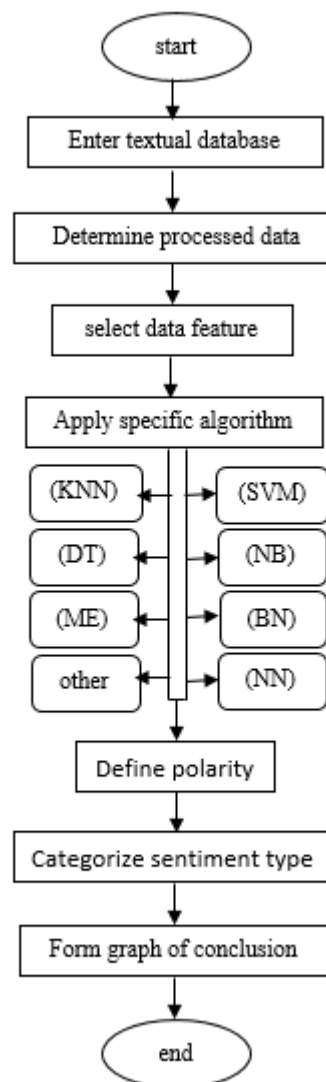 start
Enter textual database
Determine processed data
select data feature
Apply specific algorithm
(KNN)
(SVM)
(DT)
(NB)
(ME)
(BN)
other
(NN)
Define polarity
Categorize sentiment type
Form graph of conclusion
end